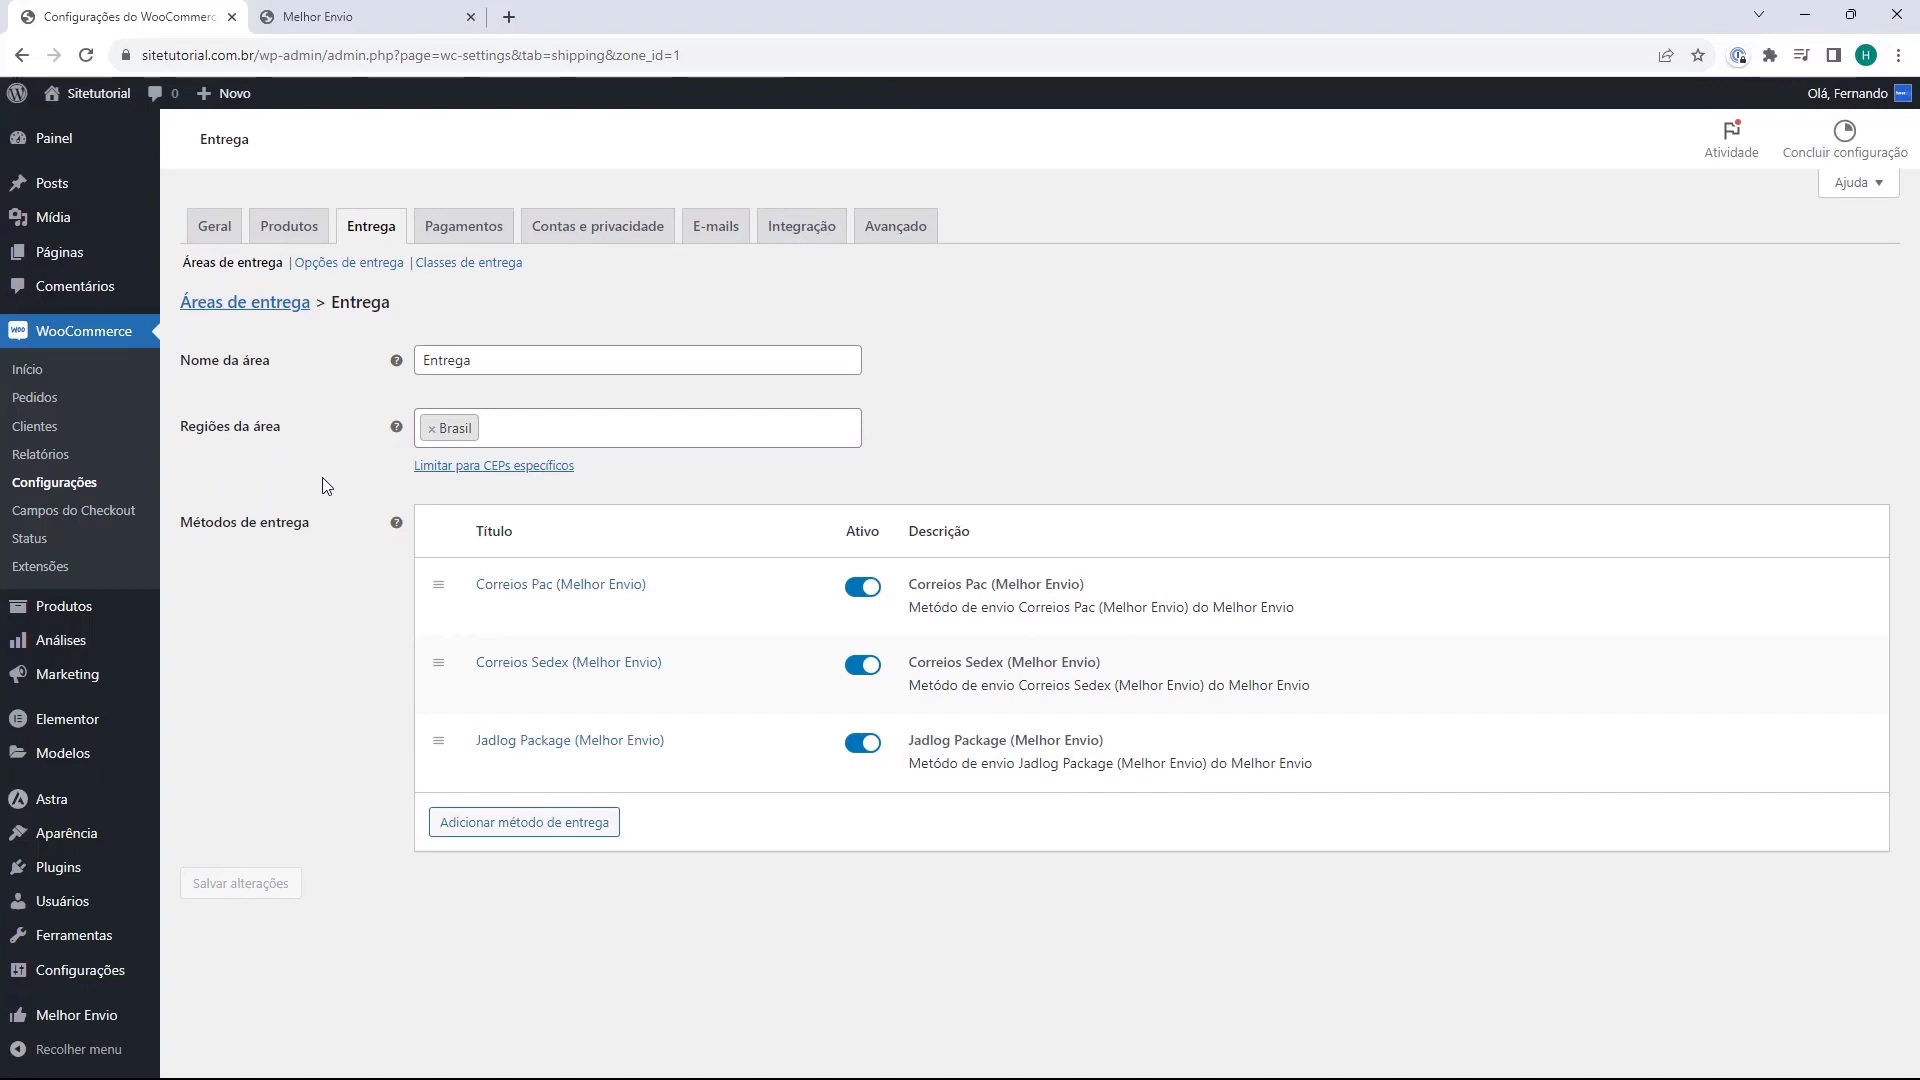 Configurações do WooCommerc
Melhor Envio
sitetutorial.com.br/wp-admin/admin.php?page=wc-settings&tab=shipping&zone_id=1
H
Sitetutorial
0
Novo
Olá, Fernando
Painel
Posts
Mídia
Páginas
Comentários
WooCommerce
Início
Pedidos
Clientes
Relatórios
Configurações
Campos do Checkout
Status
Extensões
Produtos
Análises
Marketing
Elementor
Modelos
Astra
Aparência
Plugins
Usuários
Ferramentas
Configurações
Melhor Envio
Recolher menu
Entrega
Atividade
Concluir configuração
Ajuda
Geral Produtos Entrega Pagamentos Contas e privacidade E-mails Integração Avançado
Áreas de entrega | Opções de entrega | Classes de entrega
Áreas de entrega > Entrega
Nome da área
Entrega
Regiões da área
× Brasil
Limitar para CEPs específicos
Métodos de entrega
Título Ativo Descrição
Correios Pac (Melhor Envio)
Correios Pac (Melhor Envio)
Metódo de envio Correios Pac (Melhor Envio) do Melhor Envio
Correios Sedex (Melhor Envio)
Correios Sedex (Melhor Envio)
Metódo de envio Correios Sedex (Melhor Envio) do Melhor Envio
Jadlog Package (Melhor Envio)
Jadlog Package (Melhor Envio)
Metódo de envio Jadlog Package (Melhor Envio) do Melhor Envio
Adicionar método de entrega
Salvar alterações